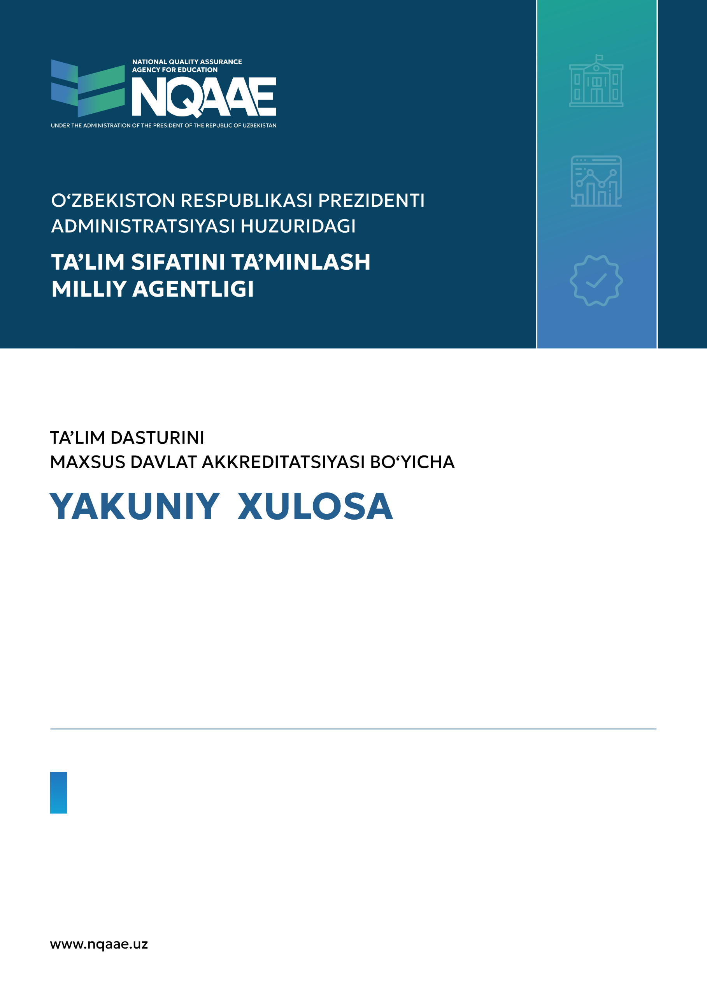 NATIONAL QUALITY ASSURANCE
AGENCY FOR EDUCATION
NQAAE
UNDER THE ADMINISTRATION OF THE PRESIDENT OF THE REPUBLIC OF UZBEKISTAN
O‘ZBEKISTON RESPUBLIKASI PREZIDENTI
ADMINISTRATSIYASI HUZURIDAGI
TA’LIM SIFATINI TA’MINLASH
MILLIY AGENTLIGI
TA’LIM DASTURINI
MAXSUS DAVLAT AKKREDITATSIYASI BO‘YICHA
YAKUNIY XULOSA
www.nqaae.uz